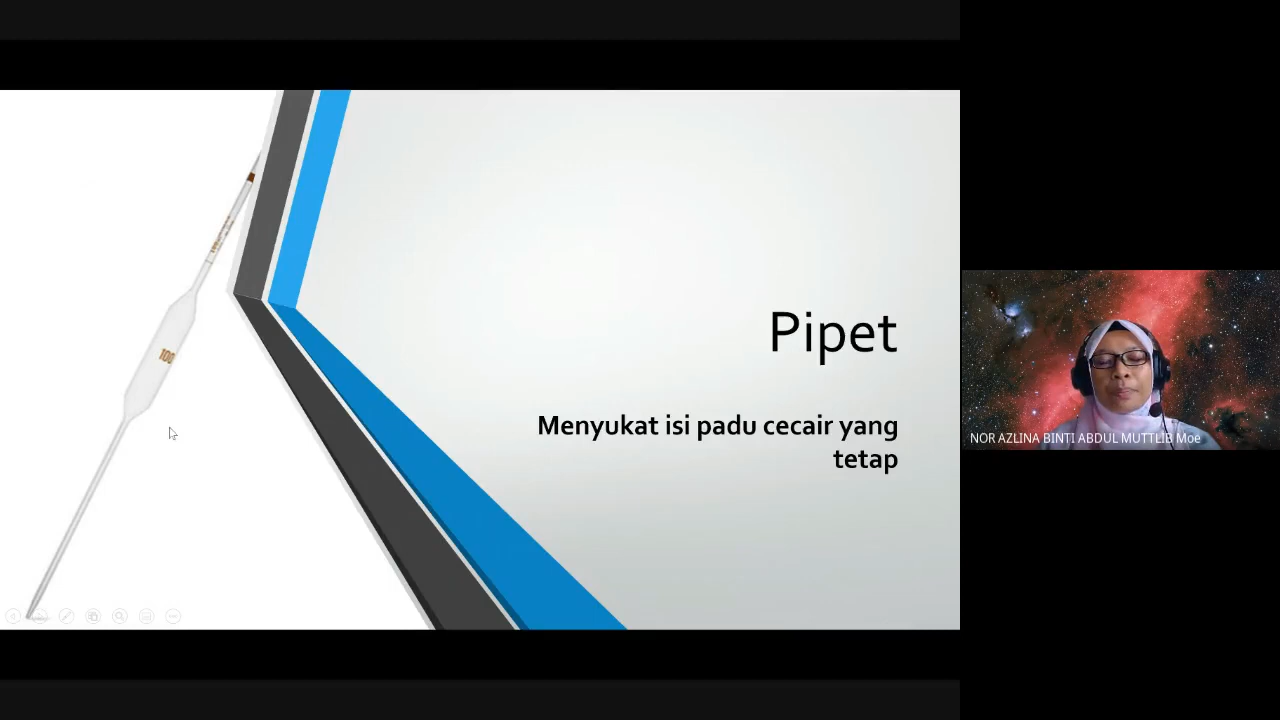 Pipet
Menyukat isi padu cecair yang
tetap
100
NOR AZLINA BINTI ABDUL MUTTLIB Moe